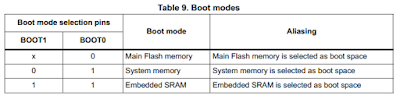 Table 9. Boot modes
Boot mode selection pins Boot mode Aliasing
BOOT1 BOOT0
x 0 Main Flash memory Main Flash memory is selected as boot space
0 1 System memory System memory is selected as boot space
1 1 Embedded SRAM Embedded SRAM is selected as boot space